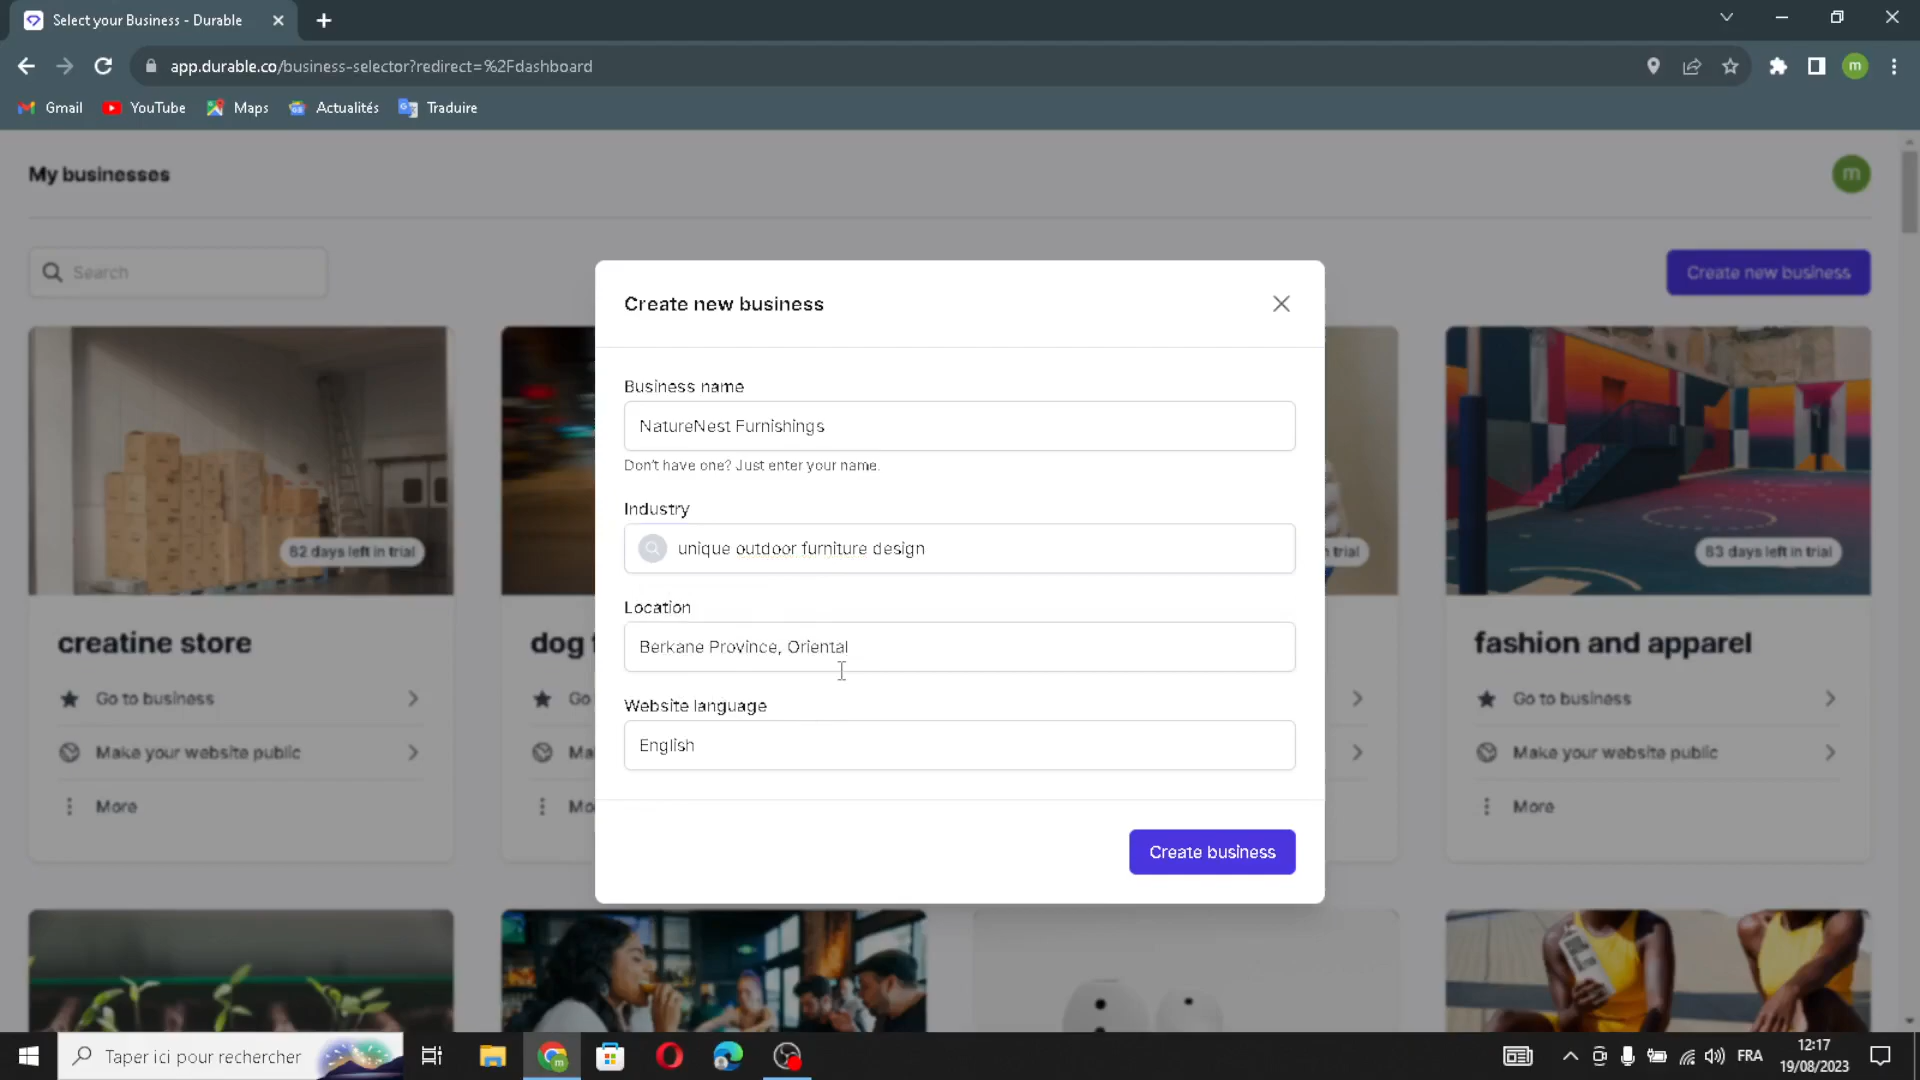 Select your Business - Durable
app.durable.co/business-selector?redirect=%2Fdashboard
m
Gmail
YouTube
Maps
Actualités
Traduire
My businesses
m
Search
Create new business
Create new business
Business name
NatureNest Furnishings
Don't have one? Just enter your name.
Industry
unique outdoor furniture design
Location
Berkane Province, Oriental
Website language
English
Create business
62 days left in trial
trial
83 days left in trial
creatine store
dog
fashion and apparel
Go to business
Go
Go to business
Make your website public
Make your website public
More
More
Taper ici pour rechercher
FRA
12:17
19/08/2023